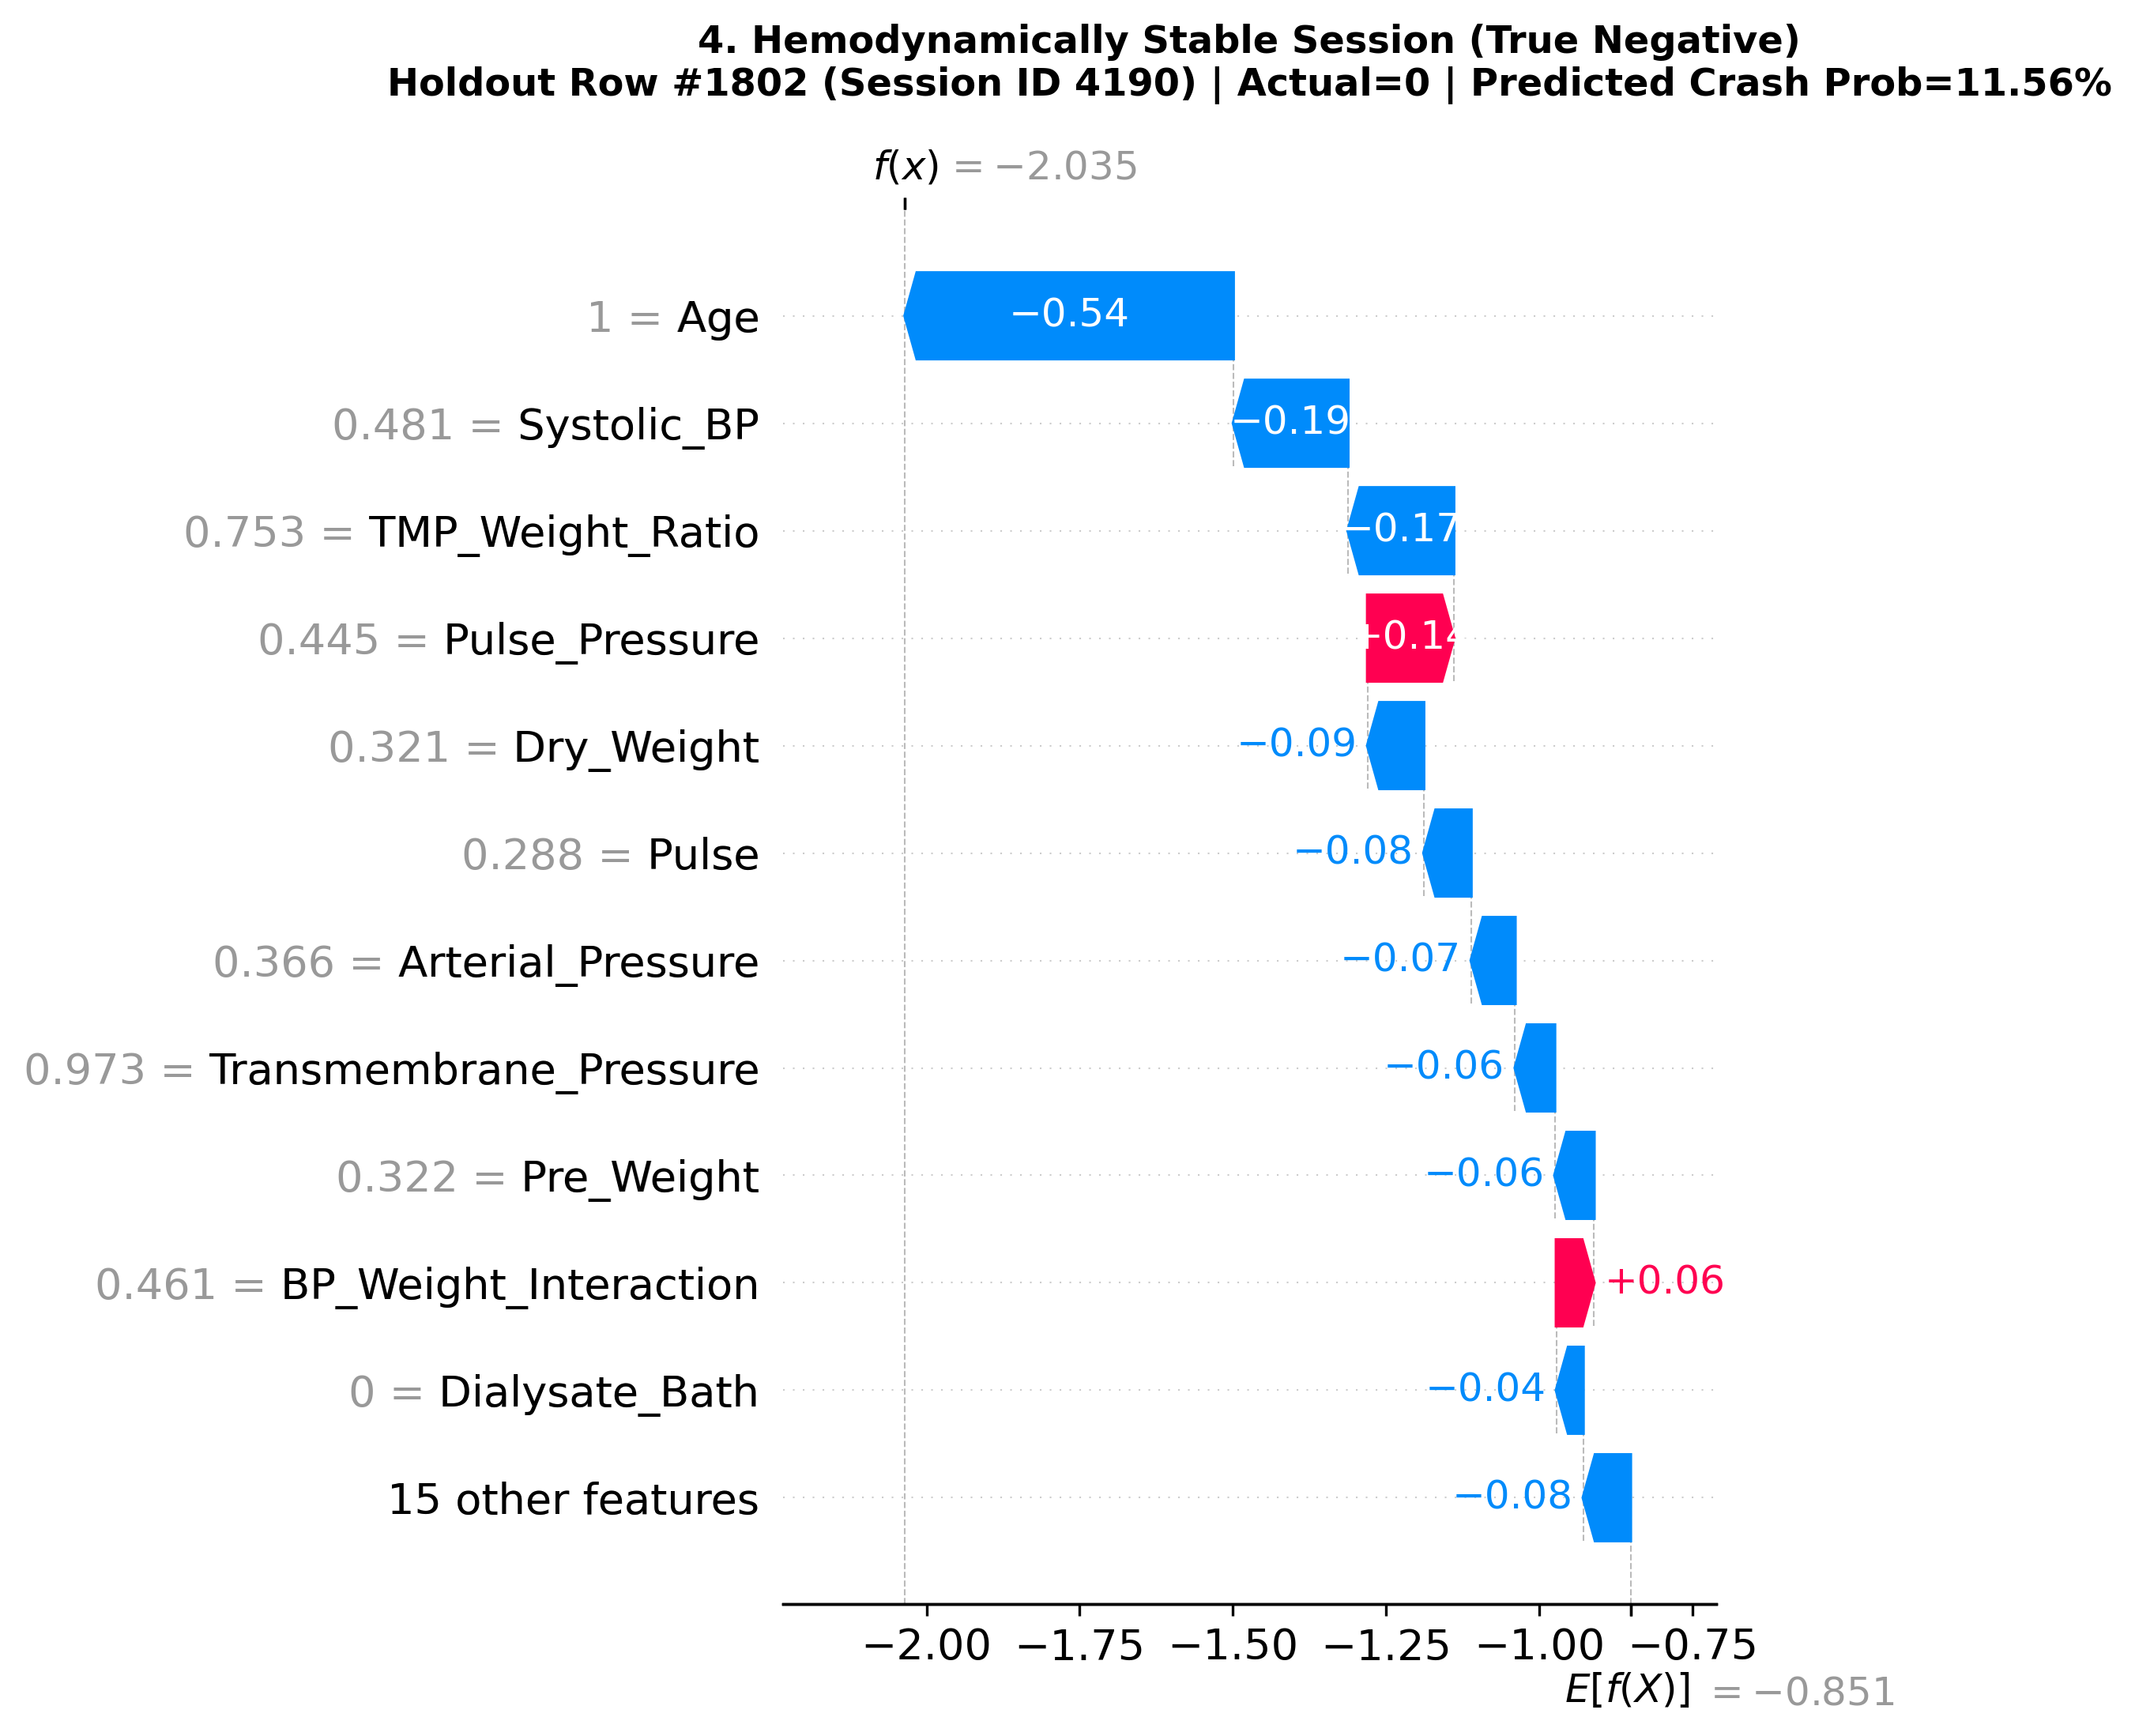 4. Hemodynamically Stable Session (True Negative)
Holdout Row #1802 (Session ID 4190) | Actual=0 | Predicted Crash Prob=11.56%
f(x) = −2.035
1 = Age −0.54
0.481 = Systolic_BP −0.19
0.753 = TMP_Weight_Ratio −0.17
0.445 = Pulse_Pressure +0.14
0.321 = Dry_Weight −0.09
0.288 = Pulse −0.08
0.366 = Arterial_Pressure −0.07
0.973 = Transmembrane_Pressure −0.06
0.322 = Pre_Weight −0.06
0.461 = BP_Weight_Interaction +0.06
0 = Dialysate_Bath −0.04
15 other features −0.08
−2.00 −1.75 −1.50 −1.25 −1.00 −0.75
E[f(X)] = −0.851